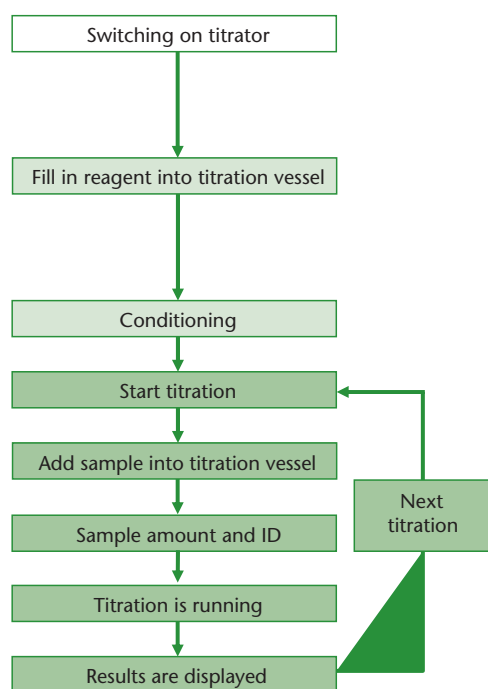 Switching on titrator
Fill in reagent into titration vessel
Conditioning
Start titration
Add sample into titration vessel
Next
titration
Sample amount and ID
Titration is running
Results are displayed